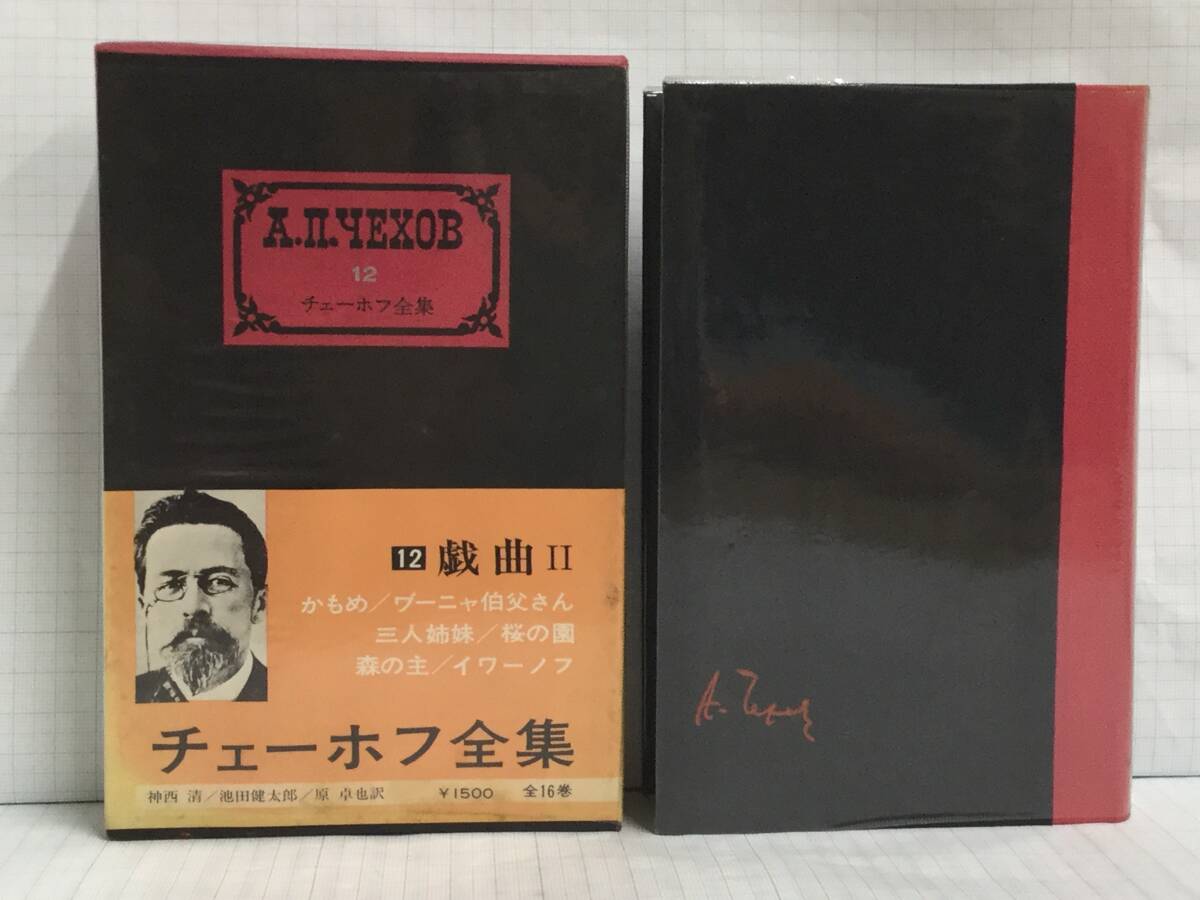 А.П.ЧЕХОВ
12
チェーホフ全集
12 戯曲 II
かもめ/ワーニャ伯父さん
三人姉妹/桜の園
森の主/イワーノフ
チェーホフ全集
神西 清/池田健太郎/原 卓也訳 ¥1500 全16巻
А. Чехов